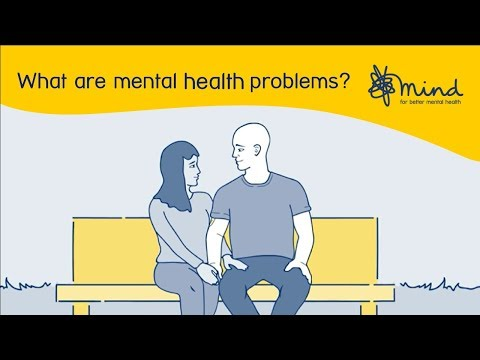 What are mental health problems?
mind
for better mental health